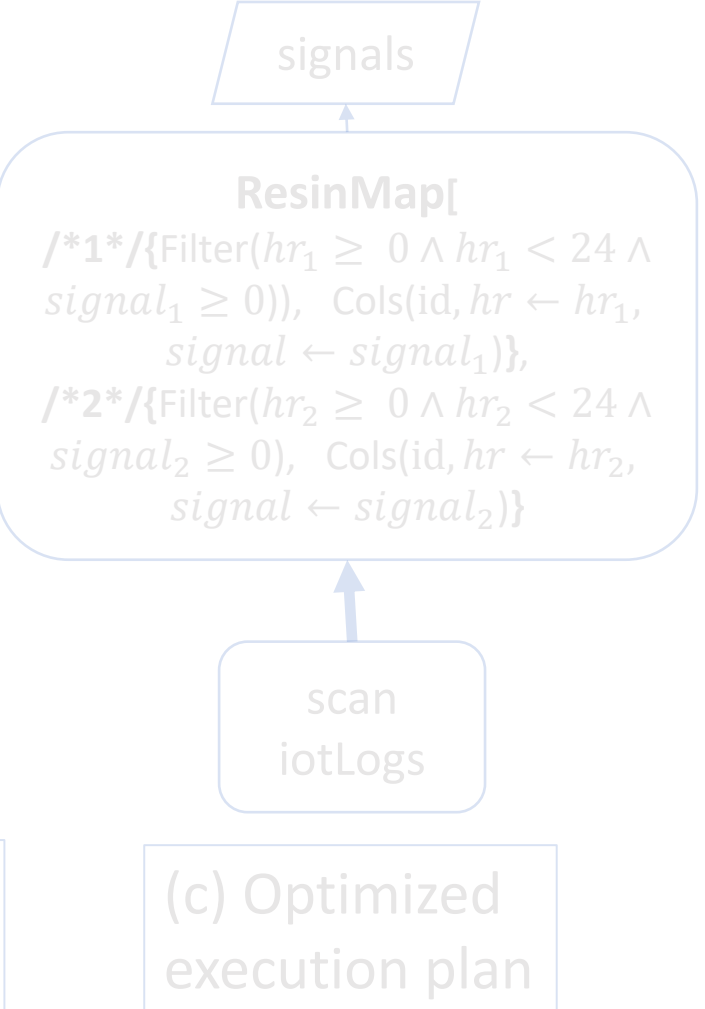 signals
ResinMap[
/*1*/{Filter(hr₁ ≥ 0 ∧ hr₁ < 24 ∧
signal₁ ≥ 0)), Cols(id, hr ← hr₁,
signal ← signal₁)},
/*2*/{Filter(hr₂ ≥ 0 ∧ hr₂ < 24 ∧
signal₂ ≥ 0), Cols(id, hr ← hr₂,
signal ← signal₂)}
scan
iotLogs
(c) Optimized
execution plan